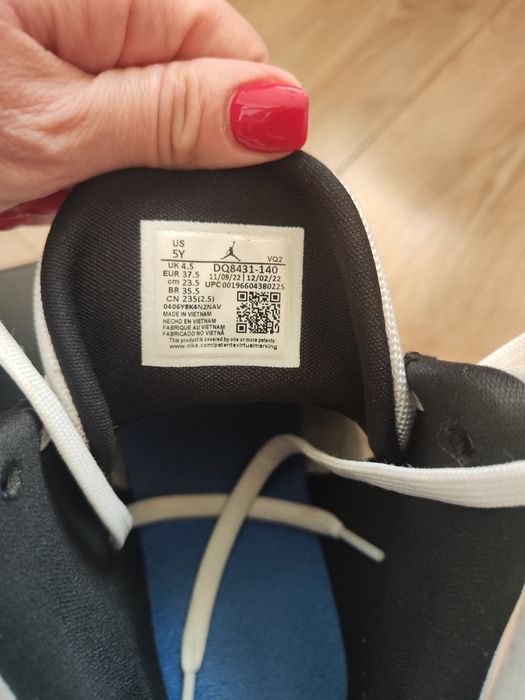 US
5Y
VQ2
UK 4.5 DQ8431-140
EUR 37.5 11/09/22 | 12/02/22
cm 23.5 UPC 00196604380225
BR 35.5
CN 235(2.5)
0406Y8K4N2NAV
MADE IN VIETNAM
HECHO EN VIETNAM
FABRIQUE AU VIETNAM
FABRICADO NO VIETNÃ
This product is covered by one or more patents:
www.nike.com/patentsvirtualmarking